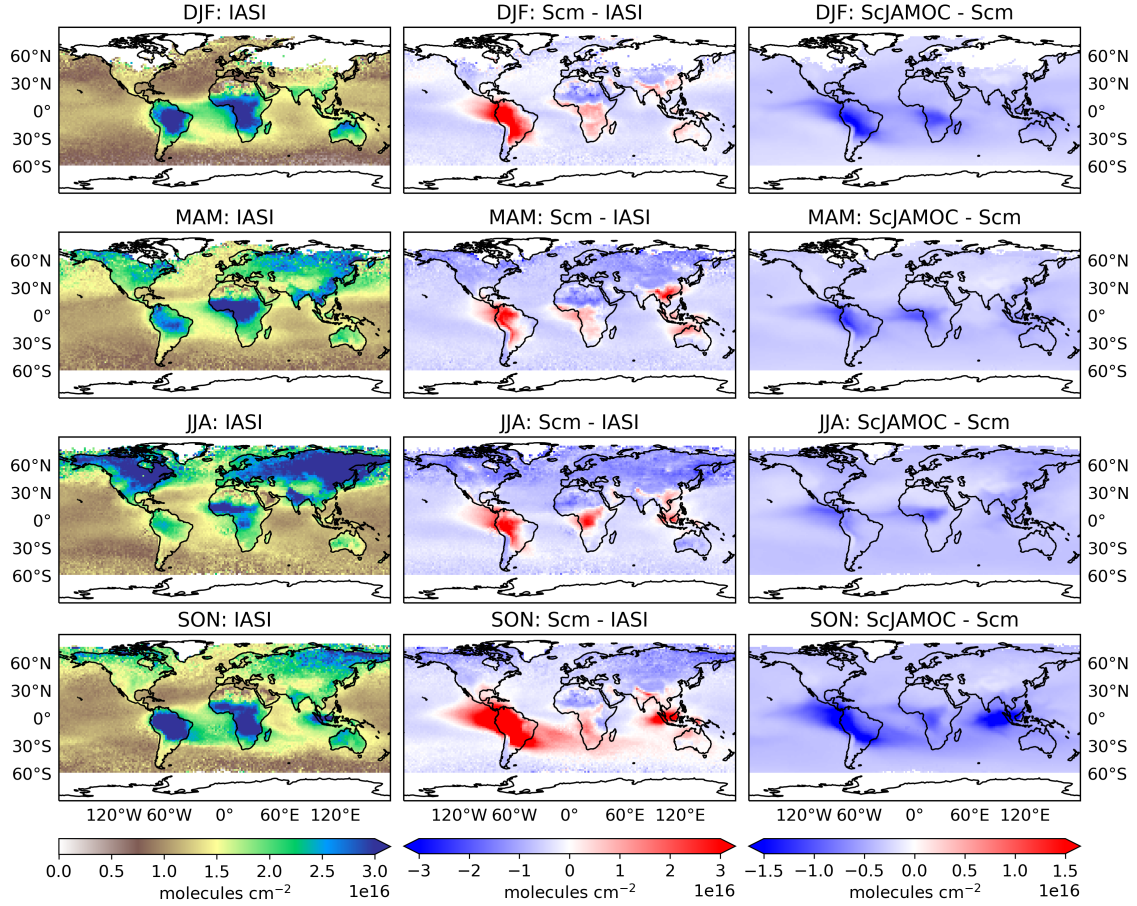 DJF: IASI DJF: Scm - IASI DJF: ScJAMOC - Scm
60°N 60°N
30°N 30°N
0° 0°
30°S 30°S
60°S 60°S
MAM: IASI MAM: Scm - IASI MAM: ScJAMOC - Scm
60°N 60°N
30°N 30°N
0° 0°
30°S 30°S
60°S 60°S
JJA: IASI JJA: Scm - IASI JJA: ScJAMOC - Scm
60°N 60°N
30°N 30°N
0° 0°
30°S 30°S
60°S 60°S
SON: IASI SON: Scm - IASI SON: ScJAMOC - Scm
60°N 60°N
30°N 30°N
0° 0°
30°S 30°S
60°S 60°S
120°W 60°W 0° 60°E 120°E 120°W 60°W 0° 60°E 120°E 120°W 60°W 0° 60°E 120°E
0.0 0.5 1.0 1.5 2.0 2.5 3.0 −3 −2 −1 0 1 2 3 −1.5 −1.0 −0.5 0.0 0.5 1.0 1.5
molecules cm⁻² 1e16 molecules cm⁻² 1e16 molecules cm⁻² 1e16